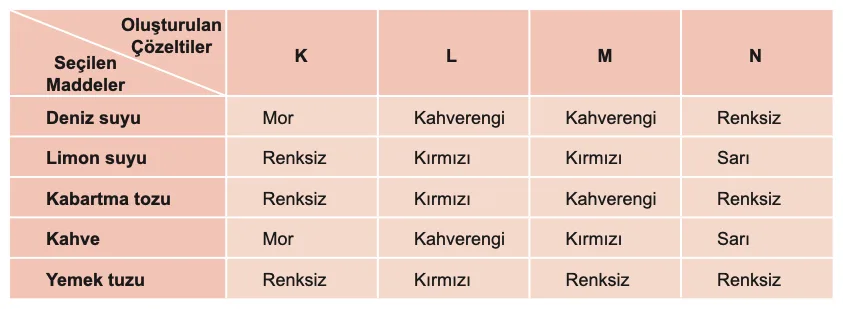 Oluşturulan
Çözeltiler
Seçilen
Maddeler
K L M N
Deniz suyu Mor Kahverengi Kahverengi Renksiz
Limon suyu Renksiz Kırmızı Kırmızı Sarı
Kabartma tozu Renksiz Kırmızı Kahverengi Renksiz
Kahve Mor Kahverengi Kırmızı Sarı
Yemek tuzu Renksiz Kırmızı Renksiz Renksiz